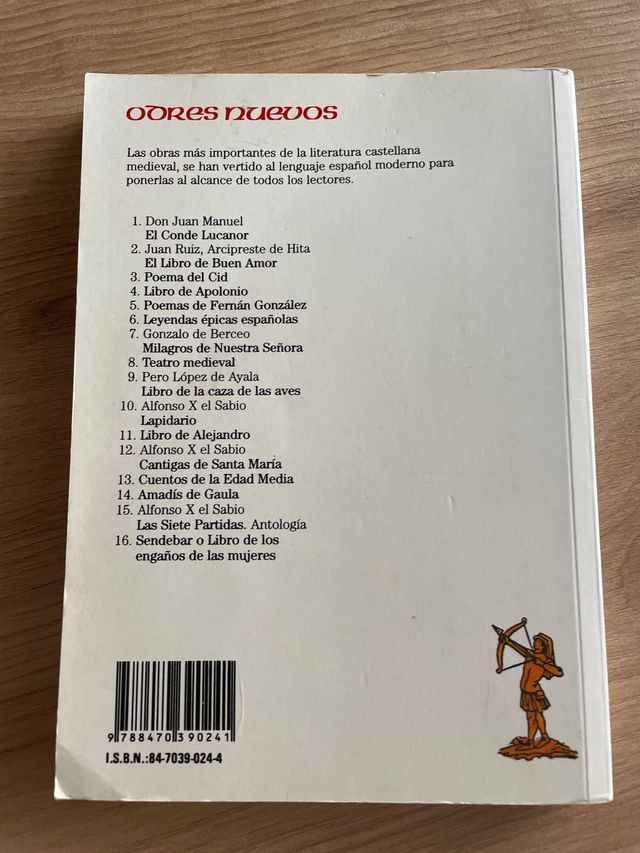 ODRES NUEVOS
Las obras más importantes de la literatura castellana
medieval, se han vertido al lenguaje español moderno para
ponerlas al alcance de todos los lectores.
1. Don Juan Manuel
El Conde Lucanor
2. Juan Ruiz, Arcipreste de Hita
El Libro de Buen Amor
3. Poema del Cid
4. Libro de Apolonio
5. Poemas de Fernán González
6. Leyendas épicas españolas
7. Gonzalo de Berceo
Milagros de Nuestra Señora
8. Teatro medieval
9. Pero López de Ayala
Libro de la caza de las aves
10. Alfonso X el Sabio
Lapidario
11. Libro de Alejandro
12. Alfonso X el Sabio
Cantigas de Santa María
13. Cuentos de la Edad Media
14. Amadís de Gaula
15. Alfonso X el Sabio
Las Siete Partidas. Antología
16. Sendebar o Libro de los
engaños de las mujeres
9 788470 390241
I.S.B.N.:84-7039-024-4